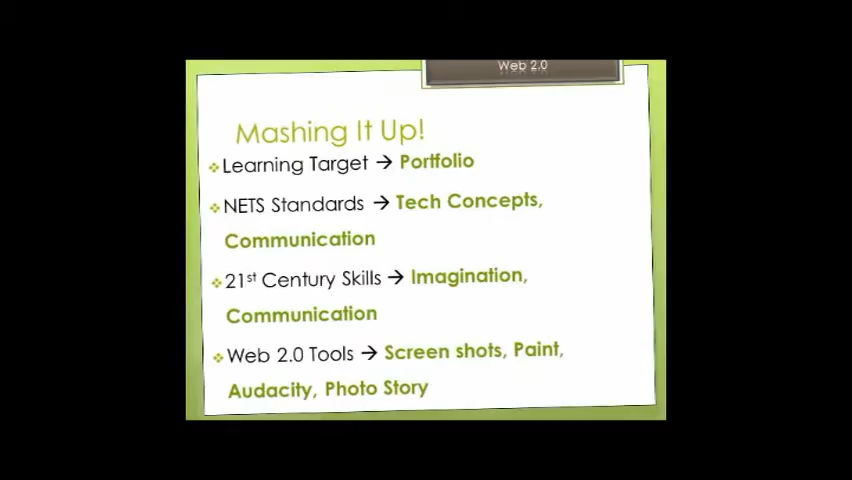 Web 2.0
Mashing It Up!
Learning Target → Portfolio
NETS Standards → Tech Concepts,
Communication
21st Century Skills → Imagination,
Communication
Web 2.0 Tools → Screen shots, Paint,
Audacity, Photo Story